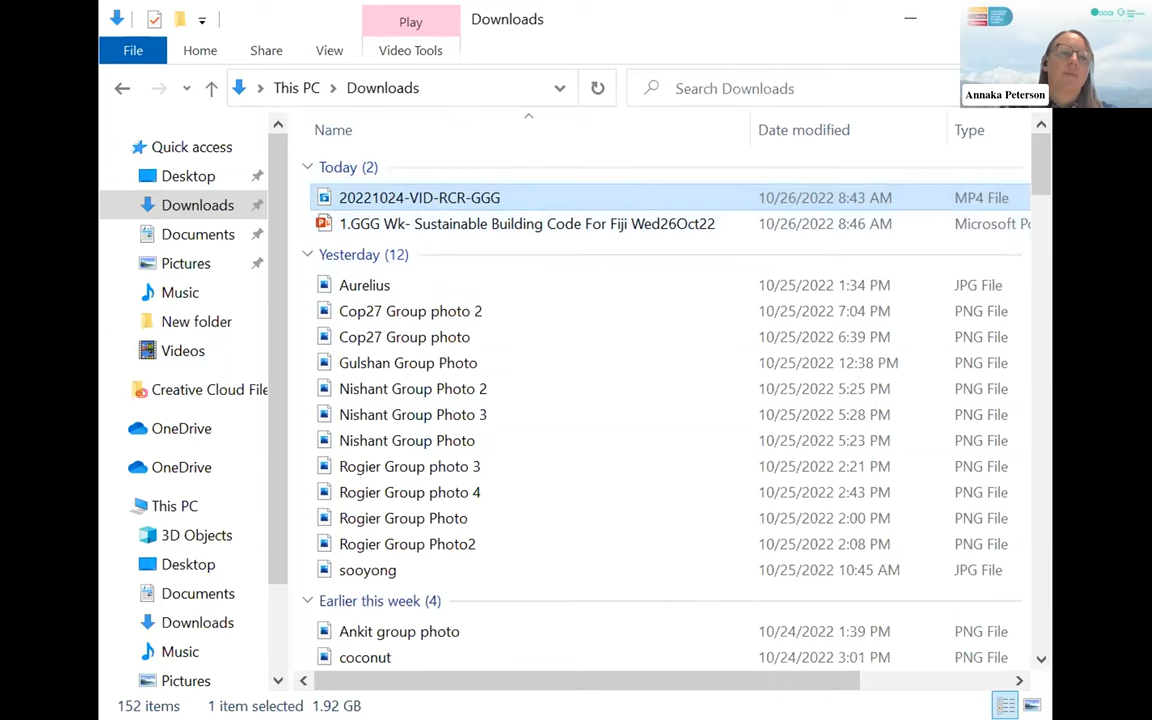 Play
Downloads
File
Home
Share
View
Video Tools
Annaka Peterson
This PC
Downloads
Search Downloads
Name
Date modified
Type
Quick access
Desktop
Downloads
Documents
Pictures
Music
New folder
Videos
Creative Cloud File
OneDrive
OneDrive
This PC
3D Objects
Desktop
Documents
Downloads
Music
Pictures
Today (2)
20221024-VID-RCR-GGG 10/26/2022 8:43 AM MP4 File
1.GGG Wk- Sustainable Building Code For Fiji Wed26Oct22 10/26/2022 8:46 AM Microsoft Po
Yesterday (12)
Aurelius 10/25/2022 1:34 PM JPG File
Cop27 Group photo 2 10/25/2022 7:04 PM PNG File
Cop27 Group photo 10/25/2022 6:39 PM PNG File
Gulshan Group Photo 10/25/2022 12:38 PM PNG File
Nishant Group Photo 2 10/25/2022 5:25 PM PNG File
Nishant Group Photo 3 10/25/2022 5:28 PM PNG File
Nishant Group Photo 10/25/2022 5:23 PM PNG File
Rogier Group photo 3 10/25/2022 2:21 PM PNG File
Rogier Group photo 4 10/25/2022 2:43 PM PNG File
Rogier Group Photo 10/25/2022 2:00 PM PNG File
Rogier Group Photo2 10/25/2022 2:08 PM PNG File
sooyong 10/25/2022 10:45 AM JPG File
Earlier this week (4)
Ankit group photo 10/24/2022 1:39 PM PNG File
coconut 10/24/2022 3:01 PM PNG File
152 items 1 item selected 1.92 GB